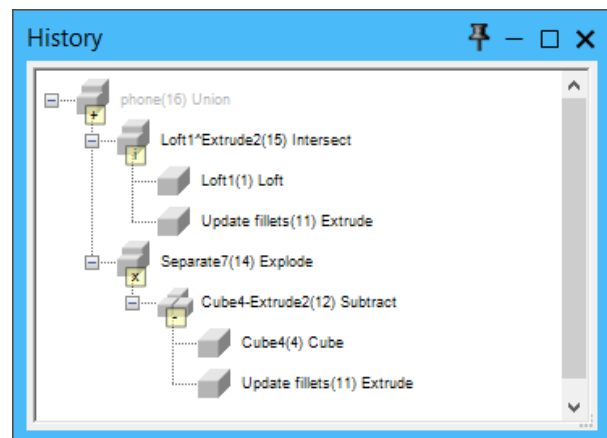 History
phone(16) Union
Loft1^Extrude2(15) Intersect
Loft1(1) Loft
Update fillets(11) Extrude
Separate7(14) Explode
Cube4-Extrude2(12) Subtract
Cube4(4) Cube
Update fillets(11) Extrude